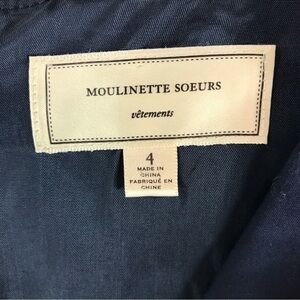 MOULINETTE SOEURS
vêtements
4
MADE IN
CHINA
FABRIQUÉ EN
CHINE